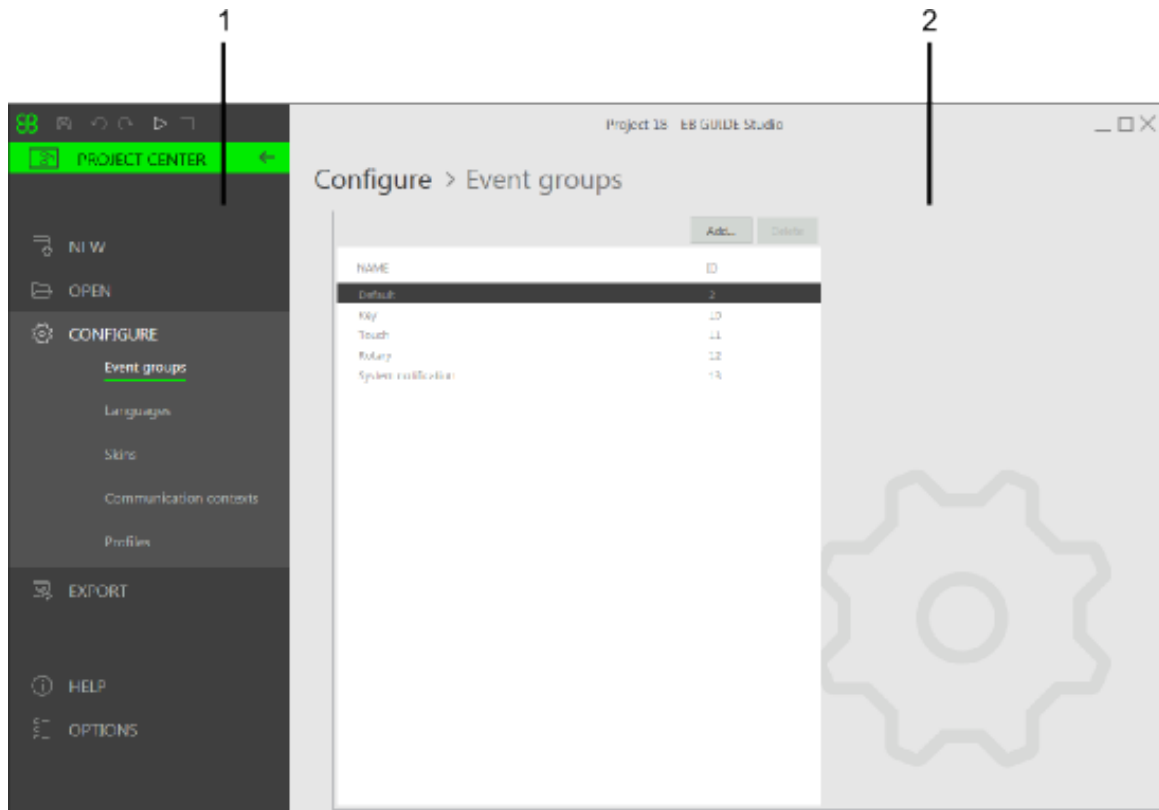 1 2
Project 18 EB GUIDE Studio
PROJECT CENTER
Configure > Event groups
NEW
OPEN
CONFIGURE
Event groups
Languages
Skins
Communication contexts
Profiles
EXPORT
HELP
OPTIONS
Add... Delete
NAME ID
Default 2
Key 10
Touch 11
Rotary 12
System notification 13